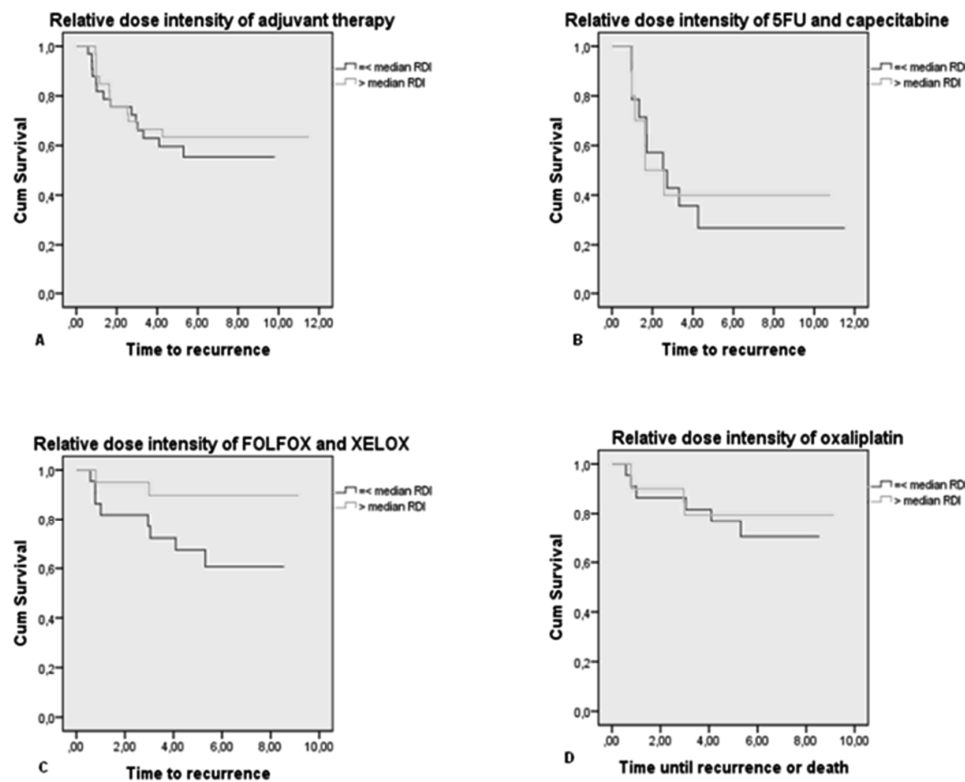 Relative dose intensity of adjuvant therapy
1,0
0,8
0,6
0,4
0,2
0,0
Cum Survival
,00 2,00 4,00 6,00 8,00 10,00 12,00
Time to recurrence
=< median RDI
> median RDI
A
Relative dose intensity of 5FU and capecitabine
1,0
0,8
0,6
0,4
0,2
0,0
Cum Survival
,00 2,00 4,00 6,00 8,00 10,00 12,00
Time to recurrence
=< median RDI
> median RDI
B
Relative dose intensity of FOLFOX and XELOX
1,0
0,8
0,6
0,4
0,2
0,0
Cum Survival
,00 2,00 4,00 6,00 8,00 10,00
Time to recurrence
=< median RDI
> median RDI
C
Relative dose intensity of oxaliplatin
1,0
0,8
0,6
0,4
0,2
0,0
Cum Survival
,00 2,00 4,00 6,00 8,00 10,00
Time until recurrence or death
=< median RDI
> median RDI
D